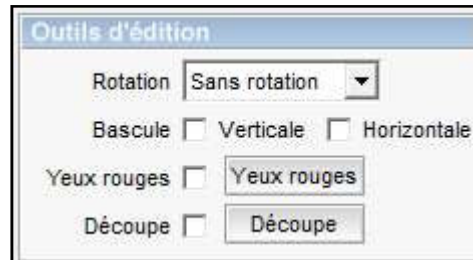 Outils d'édition
Rotation Sans rotation
Bascule Verticale Horizontale
Yeux rouges Yeux rouges
Découpe Découpe